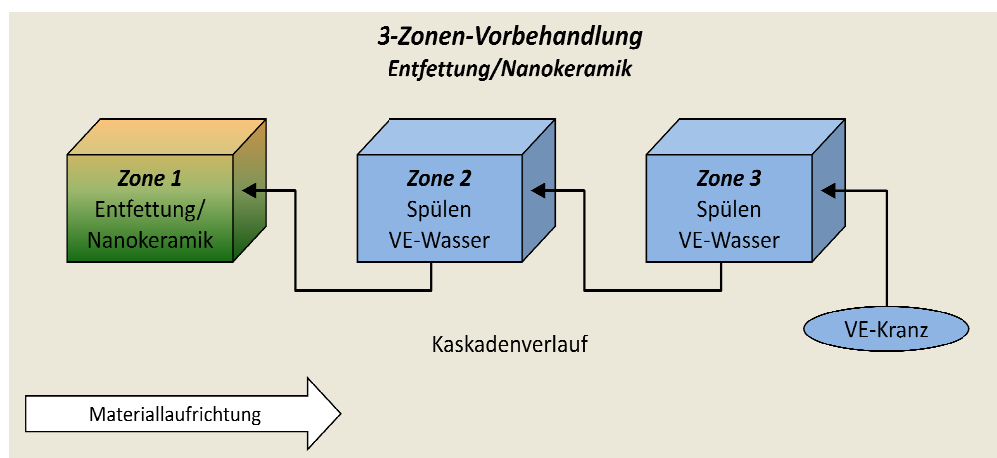 3-Zonen-Vorbehandlung
Entfettung/Nanokeramik
Zone 1
Entfettung/
Nanokeramik
Zone 2
Spülen
VE-Wasser
Zone 3
Spülen
VE-Wasser
VE-Kranz
Kaskadenverlauf
Materiallaufrichtung